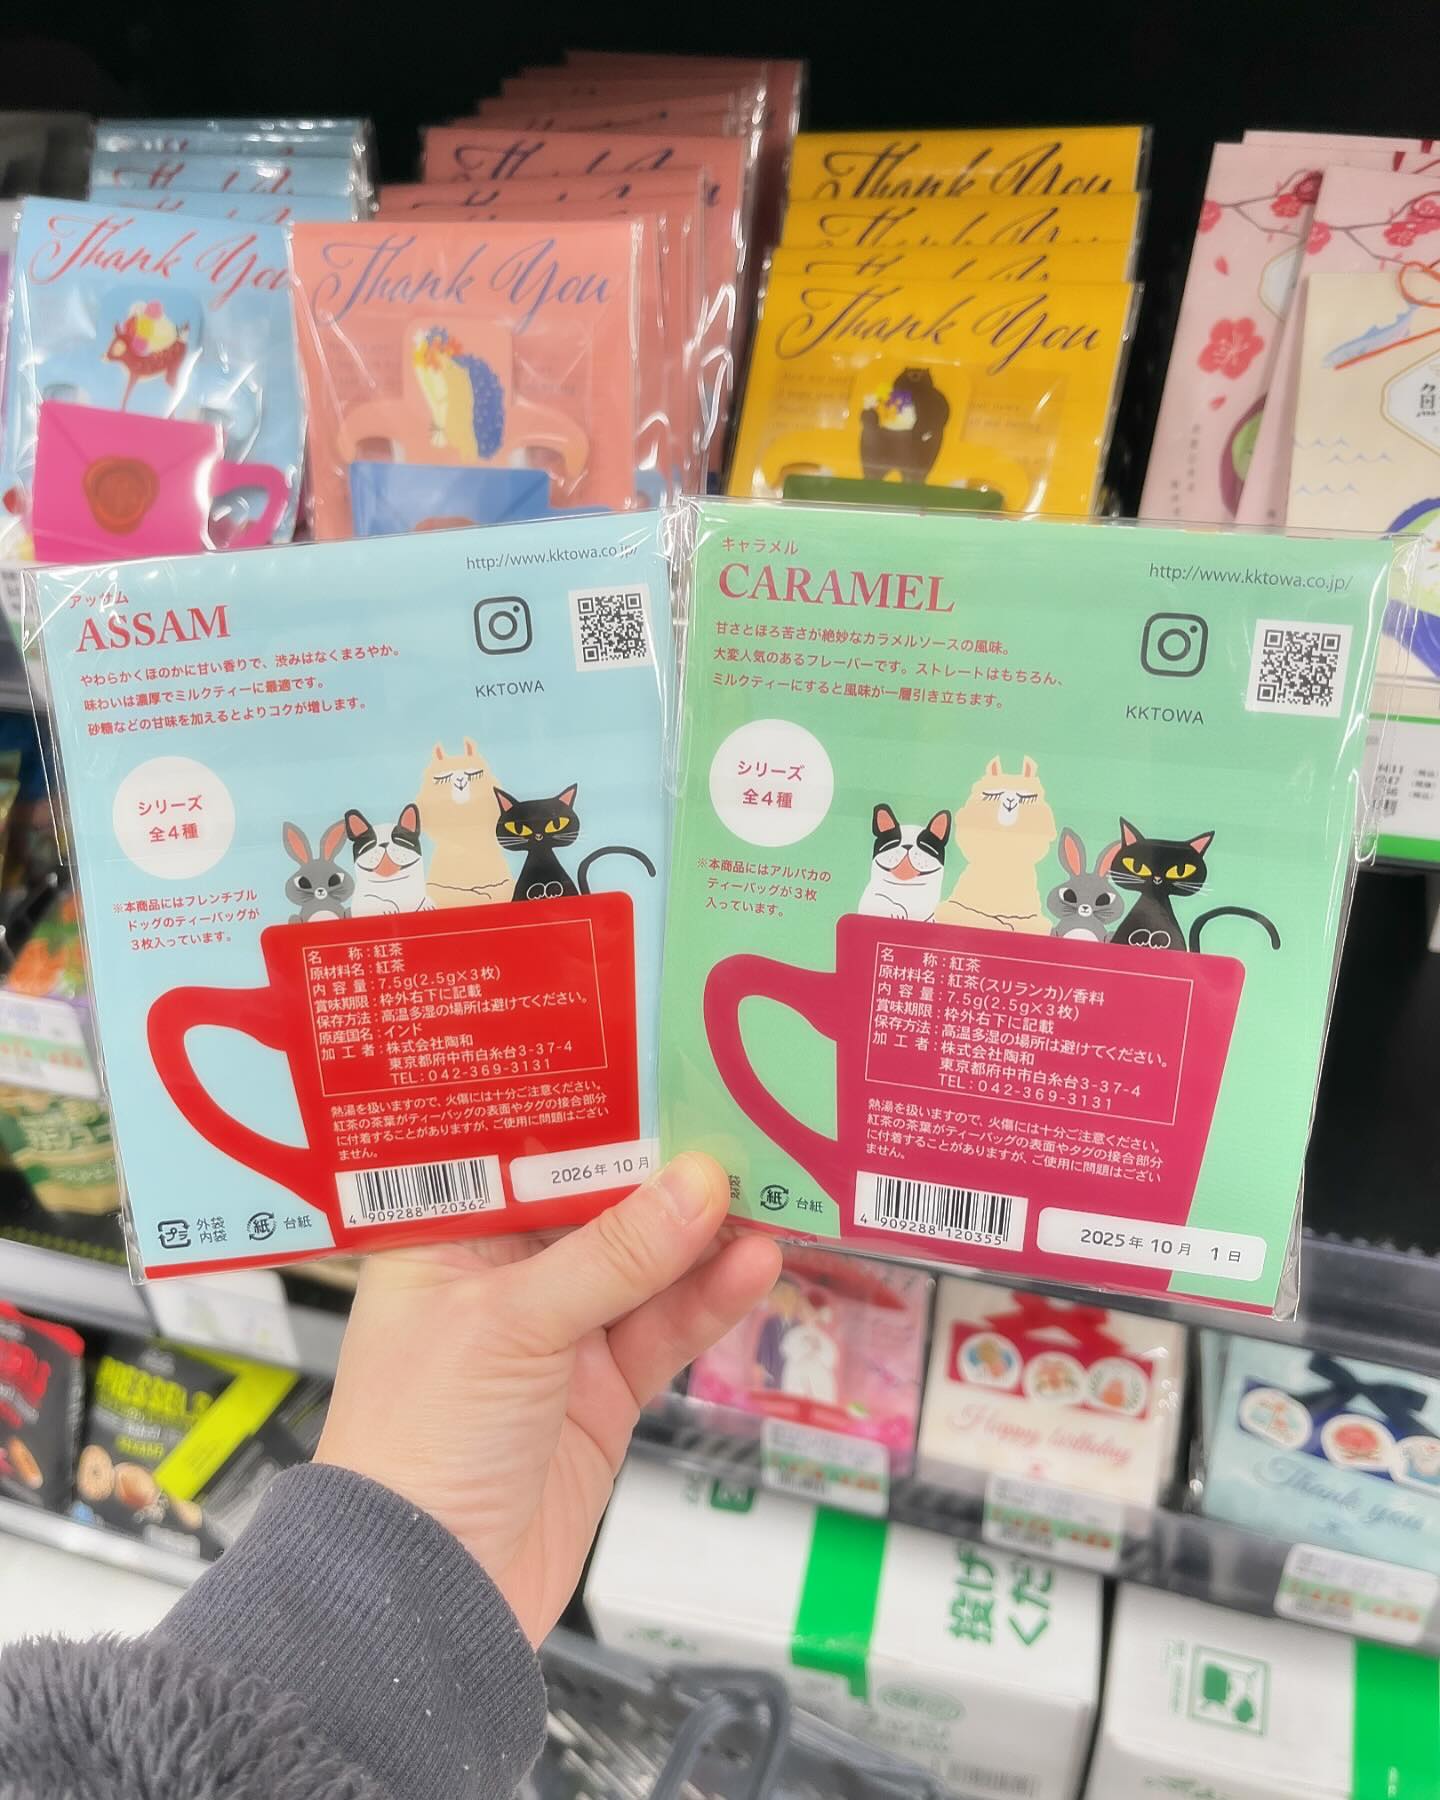 Thank You
Thank You
Thank You
Thank You
Thank You
http://www.kktowa.co.jp/
アッサム
ASSAM
やわらかくほのかに甘い香りで、渋みはなくまろやか。
味わいは濃厚でミルクティーに最適です。
砂糖などの甘味を加えるとよりコクが増します。
KKTOWA
シリーズ
全4種
※本商品にはフレンチブル
ドッグのティーバッグが
3枚入っています。
名　称：紅茶
原材料名：紅茶
内容量：7.5g(2.5g×3枚)
賞味期限：枠外右下に記載
保存方法：高温多湿の場所は避けてください。
原産国名：インド
加工者：株式会社陶和
東京都府中市白糸台3-37-4
TEL：042-369-3131
熱湯を扱いますので、火傷には十分ご注意ください。
紅茶の茶葉がティーバッグの表面やタグの接合部分
に付着することがありますが、ご使用に問題はござい
ません。
4 909288 120362
2026年 10月
プラ
外袋
内袋
紙
台紙
http://www.kktowa.co.jp/
キャラメル
CARAMEL
甘さとほろ苦さが絶妙なカラメルソースの風味。
大変人気のあるフレーバーです。ストレートはもちろん、
ミルクティーにすると風味が一層引き立ちます。
KKTOWA
シリーズ
全4種
※本商品にはアルパカの
ティーバッグが3枚
入っています。
名　称：紅茶
原材料名：紅茶(スリランカ)/香料
内容量：7.5g(2.5g×3枚)
賞味期限：枠外右下に記載
保存方法：高温多湿の場所は避けてください。
加工者：株式会社陶和
東京都府中市白糸台3-37-4
TEL：042-369-3131
熱湯を扱いますので、火傷には十分ご注意ください。
紅茶の茶葉がティーバッグの表面やタグの接合部分
に付着することがありますが、ご使用に問題はござい
ません。
4 909288 120355
2025年 10月 1日
紙
台紙
Happy birthday
Thank you
投げ
くだ